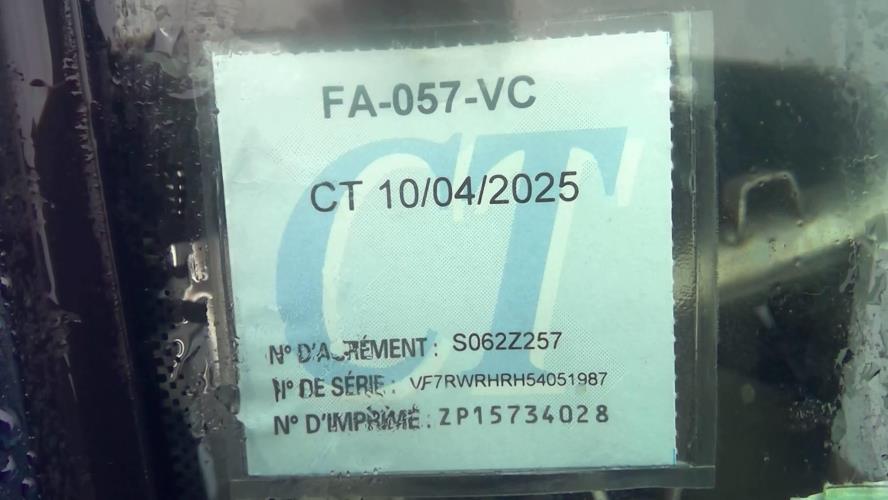 FA-057-VC
CT 10/04/2025
CT
N° D'AGRÉMENT : S062Z257
N° DE SÉRIE : VF7RWRHRH54051987
N° D'IMPRIMÉ : ZP15734028